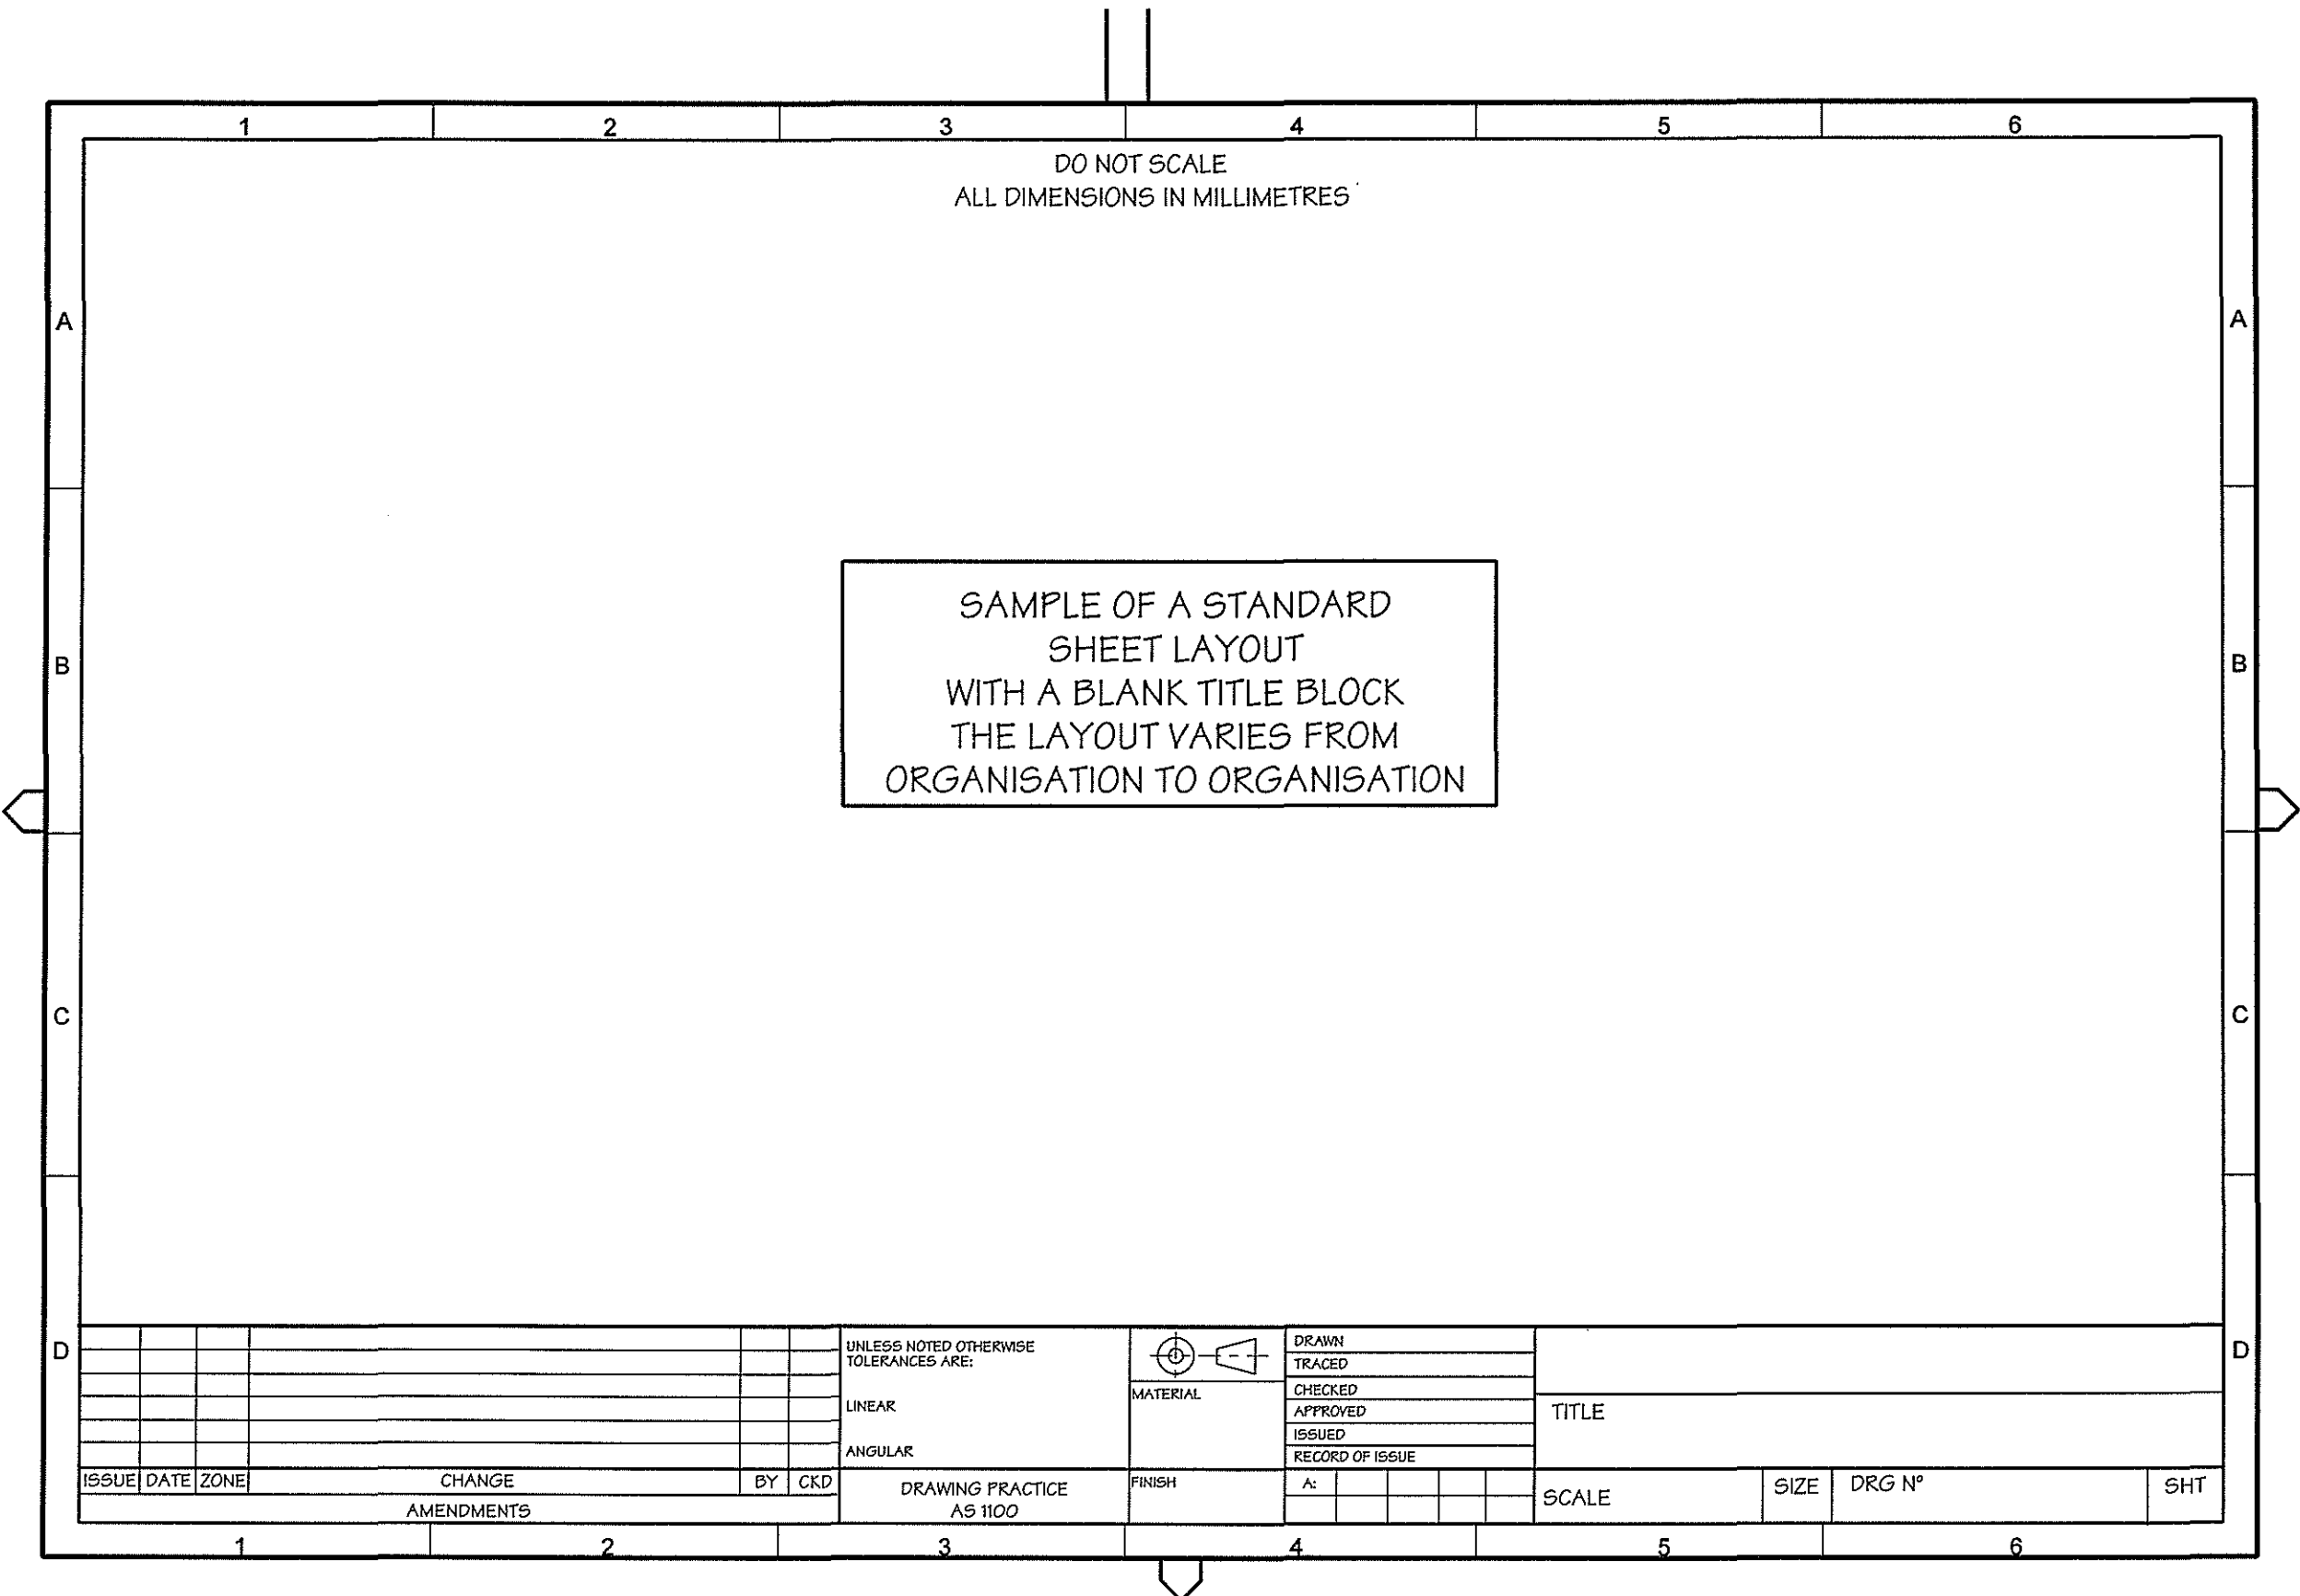 1 2 3 4 5 6
DO NOT SCALE
ALL DIMENSIONS IN MILLIMETRES
A A
SAMPLE OF A STANDARD
SHEET LAYOUT
WITH A BLANK TITLE BLOCK
THE LAYOUT VARIES FROM
ORGANISATION TO ORGANISATION
B B
C C
D D
ISSUE DATE ZONE CHANGE BY CKD
AMENDMENTS
UNLESS NOTED OTHERWISE
TOLERANCES ARE:
LINEAR
ANGULAR
DRAWING PRACTICE
AS 1100
MATERIAL
FINISH
DRAWN
TRACED
CHECKED
APPROVED
ISSUED
RECORD OF ISSUE
A:
TITLE
SCALE SIZE DRG Nº SHT
1 2 3 4 5 6